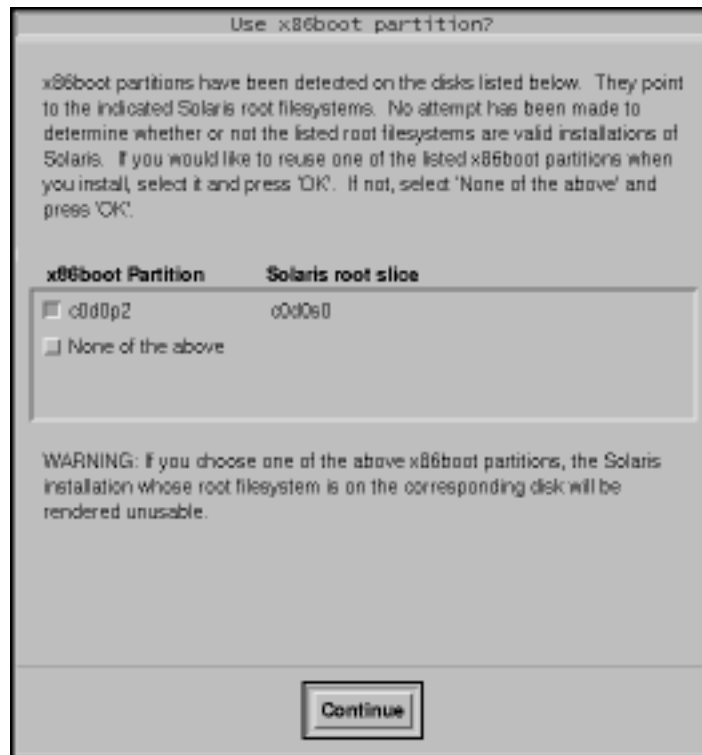 Use x86boot partition?
x86boot partitions have been detected on the disks listed below. They point
to the indicated Solaris root filesystems. No attempt has been made to
determine whether or not the listed root filesystems are valid installations of
Solaris. If you would like to reuse one of the listed x86boot partitions when
you install, select it and press 'OK'. If not, select 'None of the above' and
press 'OK'.
x86boot Partition Solaris root slice
c0d0p2 c0d0s0
None of the above
WARNING: If you choose one of the above x86boot partitions, the Solaris
installation whose root filesystem is on the corresponding disk will be
rendered unusable.
Continue